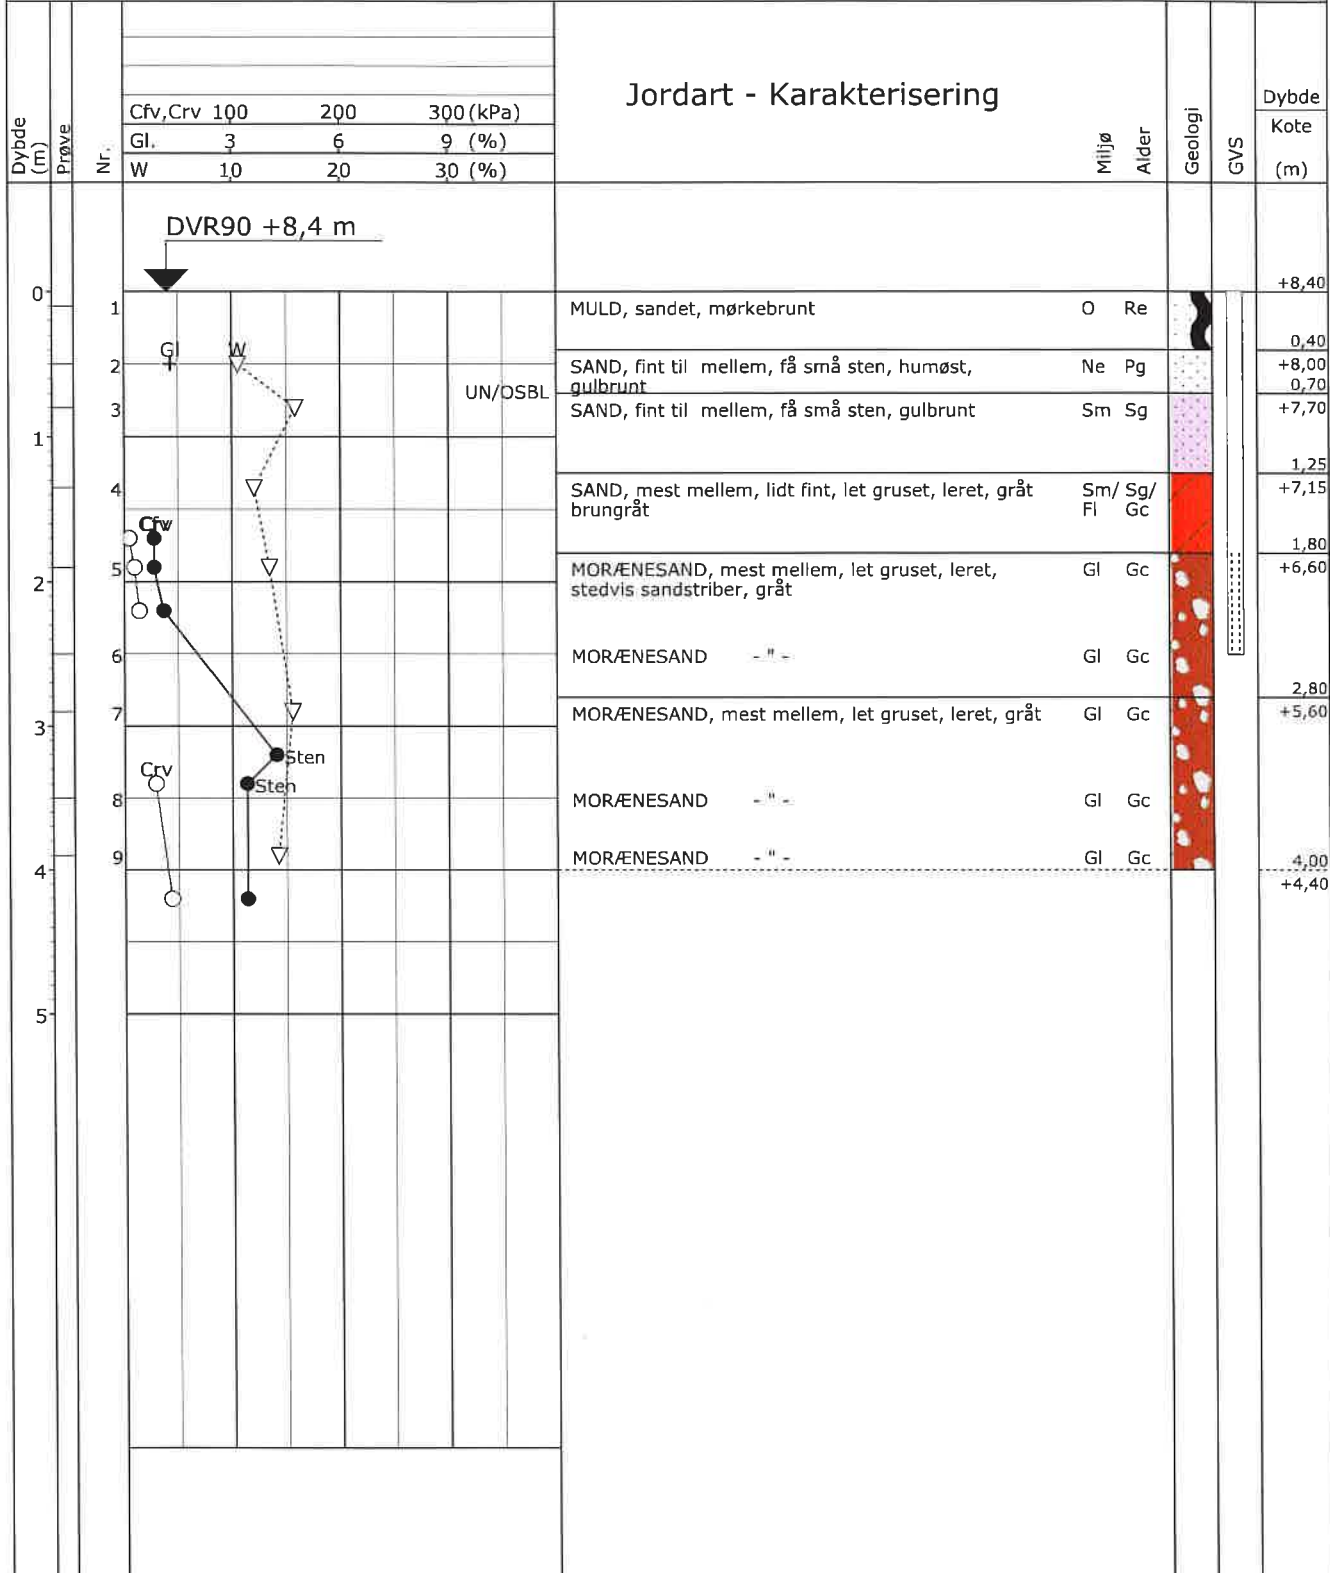 Jordart - Karakterisering
Dybde (m)
Prøve
Nr.
Cfv,Crv 100 200 300 (kPa)
Gl. 3 6 9 (%)
W 10 20 30 (%)
Miljø
Alder
Geologi
GVS
Dybde
Kote
(m)
DVR90 +8,4 m
0
+8,40
1 MULD, sandet, mørkebrunt O Re
0,40
Gl W
2 SAND, fint til mellem, få små sten, humøst, Ne Pg +8,00
gulbrunt
0,70
UN/OSBL
3 SAND, fint til mellem, få små sten, gulbrunt Sm Sg +7,70
1
1,25
4 SAND, mest mellem, lidt fint, let gruset, leret, gråt Sm/ Sg/ +7,15
brungråt Fl Gc
Cfv
1,80
5 MORÆNESAND, mest mellem, let gruset, leret, Gl Gc +6,60
stedvis sandstriber, gråt
2
6 MORÆNESAND - " - Gl Gc
2,80
7 MORÆNESAND, mest mellem, let gruset, leret, gråt Gl Gc +5,60
3
Sten
Crv
Sten
8 MORÆNESAND - " - Gl Gc
9 MORÆNESAND - " - Gl Gc 4,00
4
+4,40
5